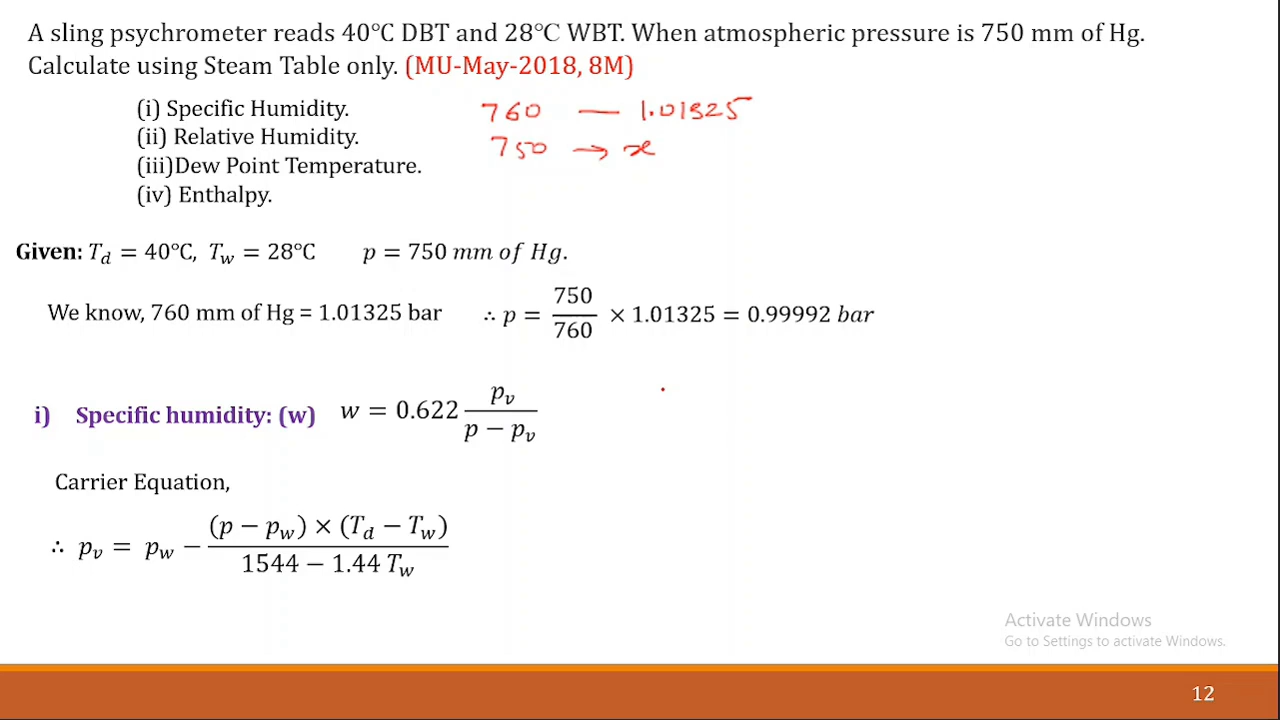 A sling psychrometer reads 40°C DBT and 28°C WBT. When atmospheric pressure is 750 mm of Hg.
Calculate using Steam Table only. (MU-May-2018, 8M)
(i) Specific Humidity.
(ii) Relative Humidity.
(iii)Dew Point Temperature.
(iv) Enthalpy.
760 — 1.01325
750 → x
Given: T_d = 40°C, T_w = 28°C p = 750 mm of Hg.
We know, 760 mm of Hg = 1.01325 bar ∴ p = 750/760 × 1.01325 = 0.99992 bar
i) Specific humidity: (w) w = 0.622 p_v/(p − p_v)
Carrier Equation,
∴ p_v = p_w − (p − p_w) × (T_d − T_w)/(1544 − 1.44 T_w)
Activate Windows
Go to Settings to activate Windows.
12